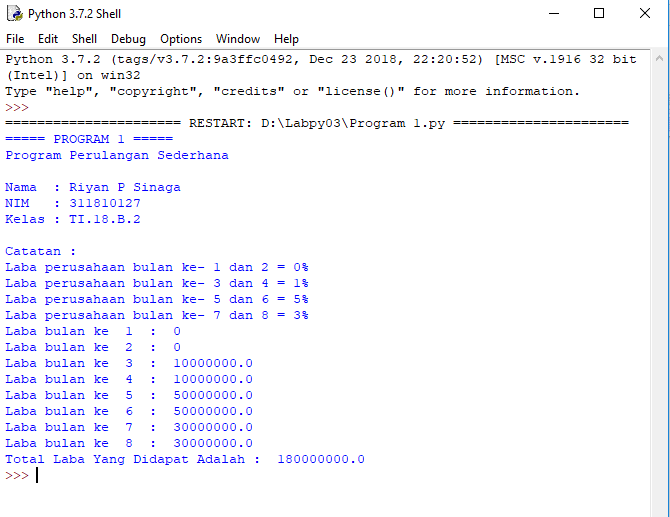 Python 3.7.2 Shell
File Edit Shell Debug Options Window Help
Python 3.7.2 (tags/v3.7.2:9a3ffc0492, Dec 23 2018, 22:20:52) [MSC v.1916 32 bit
(Intel)] on win32
Type "help", "copyright", "credits" or "license()" for more information.
>>>
====================== RESTART: D:\Labpy03\Program 1.py ======================
===== PROGRAM 1 =====
Program Perulangan Sederhana
Nama  : Riyan P Sinaga
NIM   : 311810127
Kelas : TI.18.B.2
Catatan :
Laba perusahaan bulan ke- 1 dan 2 = 0%
Laba perusahaan bulan ke- 3 dan 4 = 1%
Laba perusahaan bulan ke- 5 dan 6 = 5%
Laba perusahaan bulan ke- 7 dan 8 = 3%
Laba bulan ke  1  :  0
Laba bulan ke  2  :  0
Laba bulan ke  3  :  10000000.0
Laba bulan ke  4  :  10000000.0
Laba bulan ke  5  :  50000000.0
Laba bulan ke  6  :  50000000.0
Laba bulan ke  7  :  30000000.0
Laba bulan ke  8  :  30000000.0
Total Laba Yang Didapat Adalah :  180000000.0
>>>